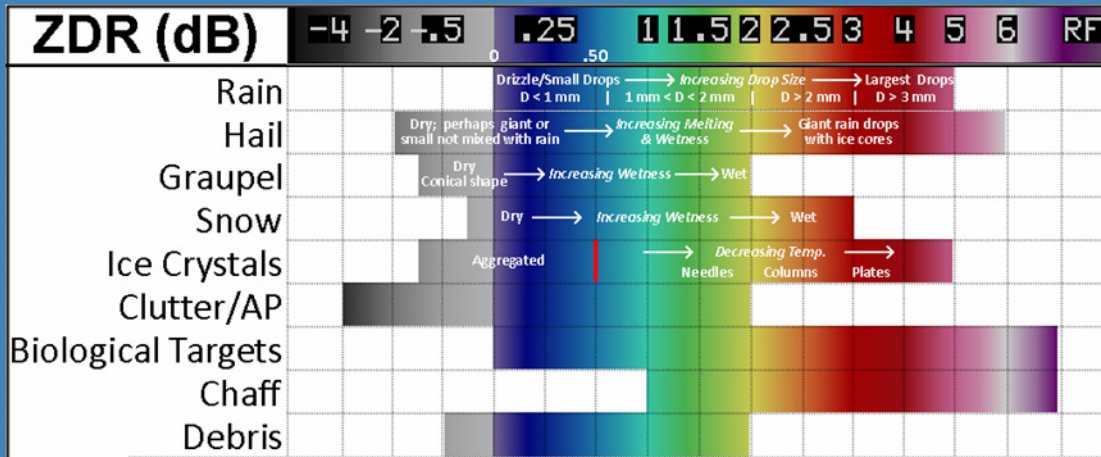 ZDR (dB) -4 -2 -.5 .25 1 1.5 2 2.5 3 4 5 6 RF
0 .50
Rain Drizzle/Small Drops → Increasing Drop Size → Largest Drops
D < 1 mm | 1 mm < D < 2 mm | D > 2 mm | D > 3 mm
Hail Dry; perhaps giant or small not mixed with rain → Increasing Melting & Wetness → Giant rain drops with ice cores
Graupel Dry Conical shape → Increasing Wetness → Wet
Snow Dry → Increasing Wetness → Wet
Ice Crystals Aggregated → Decreasing Temp. →
Needles Columns Plates
Clutter/AP
Biological Targets
Chaff
Debris